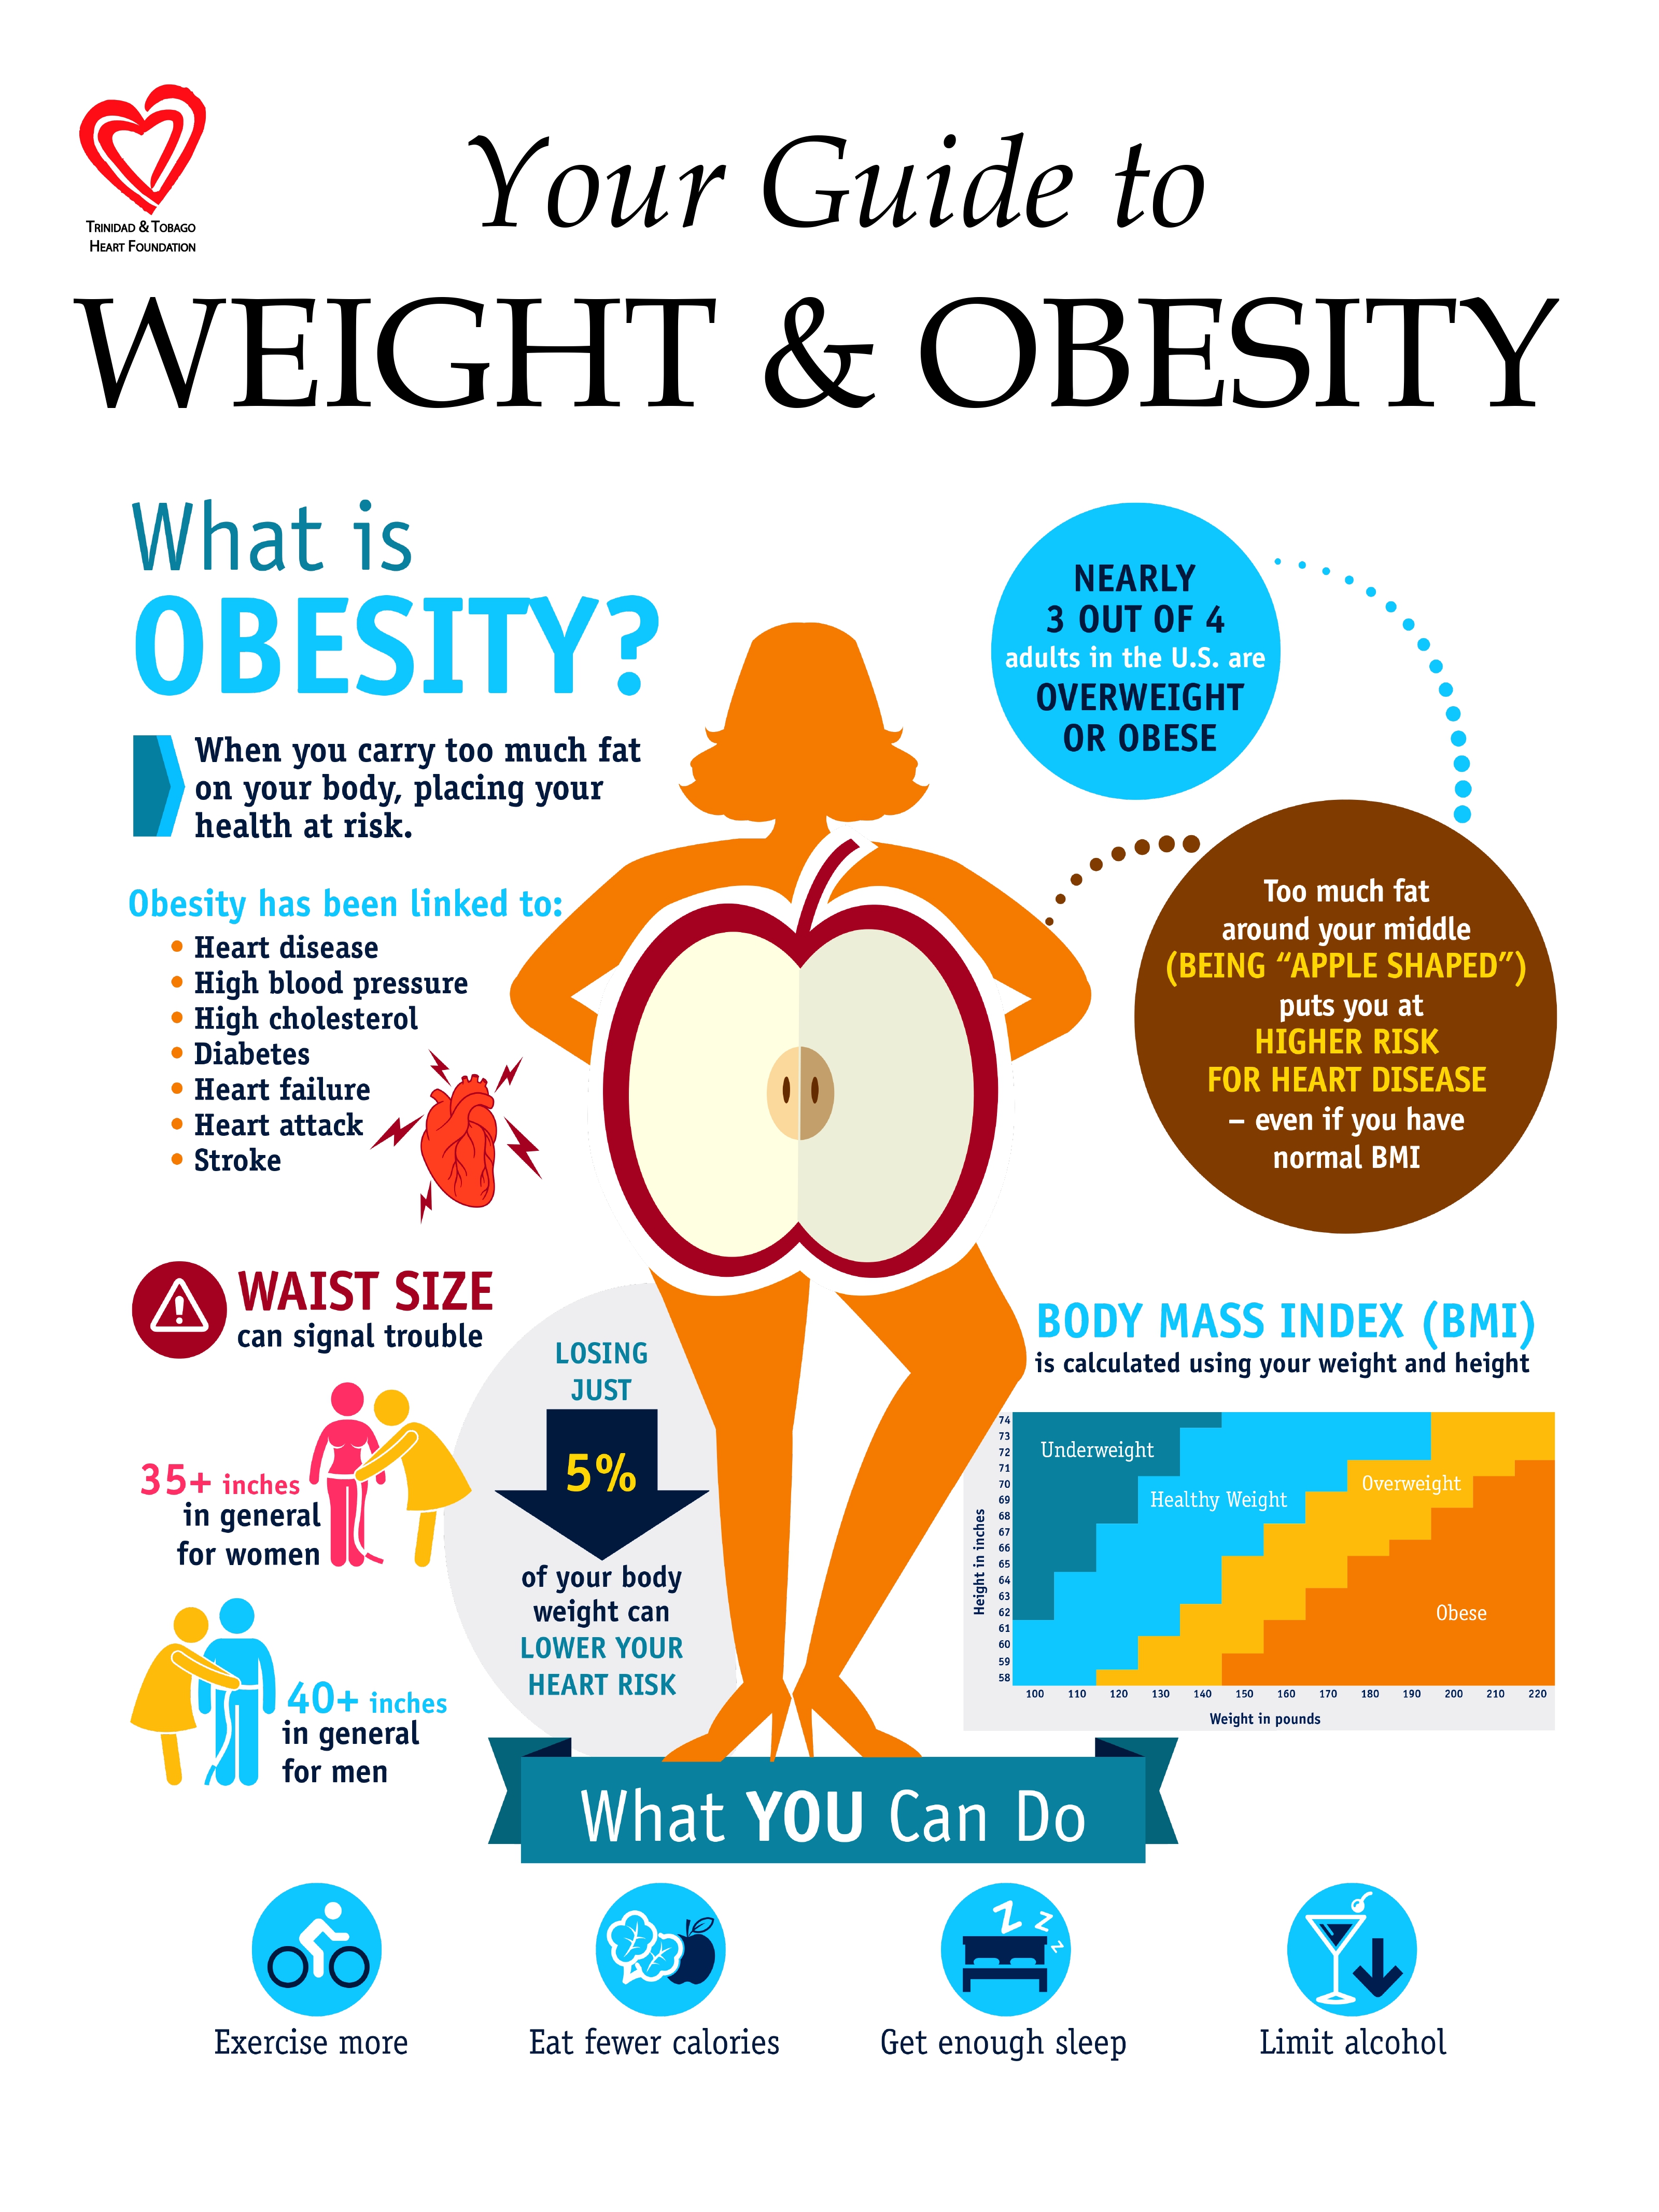 TRINIDAD & TOBAGO
HEART FOUNDATION
Your Guide to
WEIGHT & OBESITY
What is
OBESITY?
When you carry too much fat
on your body, placing your
health at risk.
Obesity has been linked to:
• Heart disease
• High blood pressure
• High cholesterol
• Diabetes
• Heart failure
• Heart attack
• Stroke
NEARLY
3 OUT OF 4
adults in the U.S. are
OVERWEIGHT
OR OBESE
Too much fat
around your middle
(BEING “APPLE SHAPED”)
puts you at
HIGHER RISK
FOR HEART DISEASE
– even if you have
normal BMI
!
WAIST SIZE
can signal trouble
35+ inches
in general
for women
40+ inches
in general
for men
LOSING
JUST
5%
of your body
weight can
LOWER YOUR
HEART RISK
BODY MASS INDEX (BMI)
is calculated using your weight and height
Height in inches
74
73
72
71
70
69
68
67
66
65
64
63
62
61
60
59
58
Underweight
Healthy Weight
Overweight
Obese
100 110 120 130 140 150 160 170 180 190 200 210 220
Weight in pounds
What YOU Can Do
Z Z Z
Exercise more
Eat fewer calories
Get enough sleep
Limit alcohol